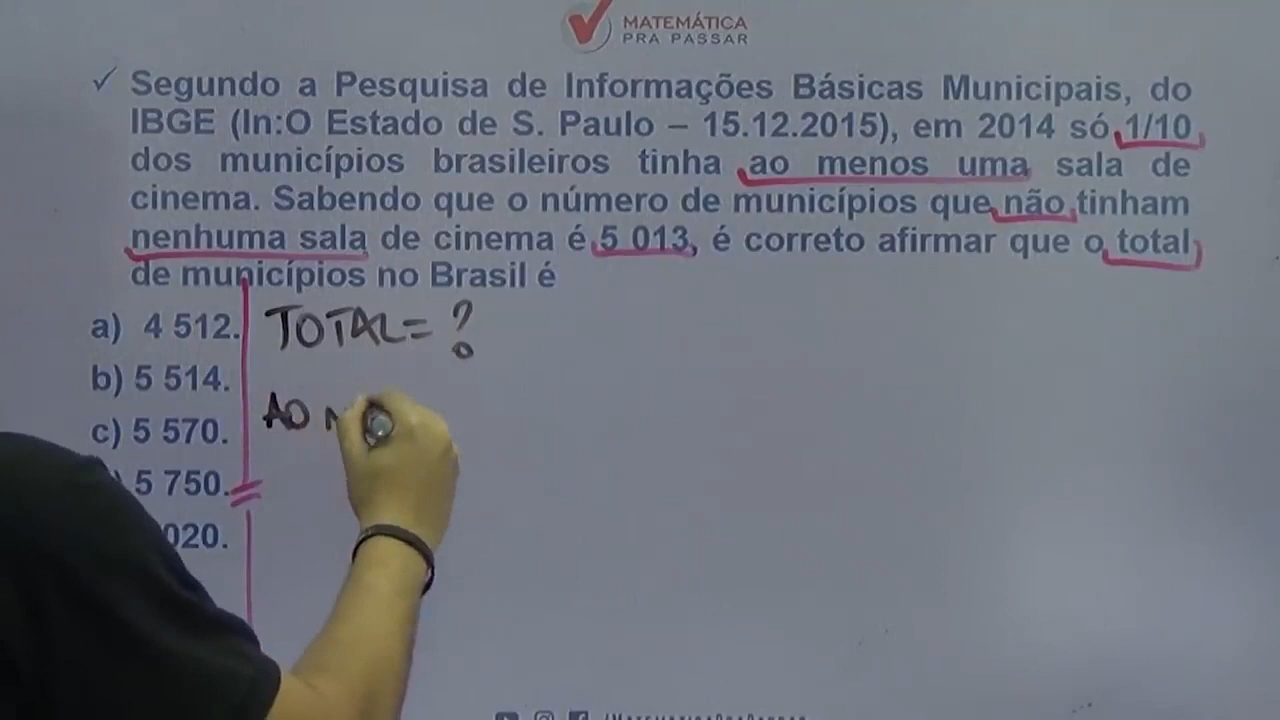 MATEMÁTICA
PRA PASSAR
✓ Segundo a Pesquisa de Informações Básicas Municipais, do
IBGE (In:O Estado de S. Paulo – 15.12.2015), em 2014 só 1/10
dos municípios brasileiros tinha ao menos uma sala de
cinema. Sabendo que o número de municípios que não tinham
nenhuma sala de cinema é 5 013, é correto afirmar que o total
de municípios no Brasil é
a) 4 512.
TOTAL = ?
b) 5 514.
AO
c) 5 570.
5 750.
020.